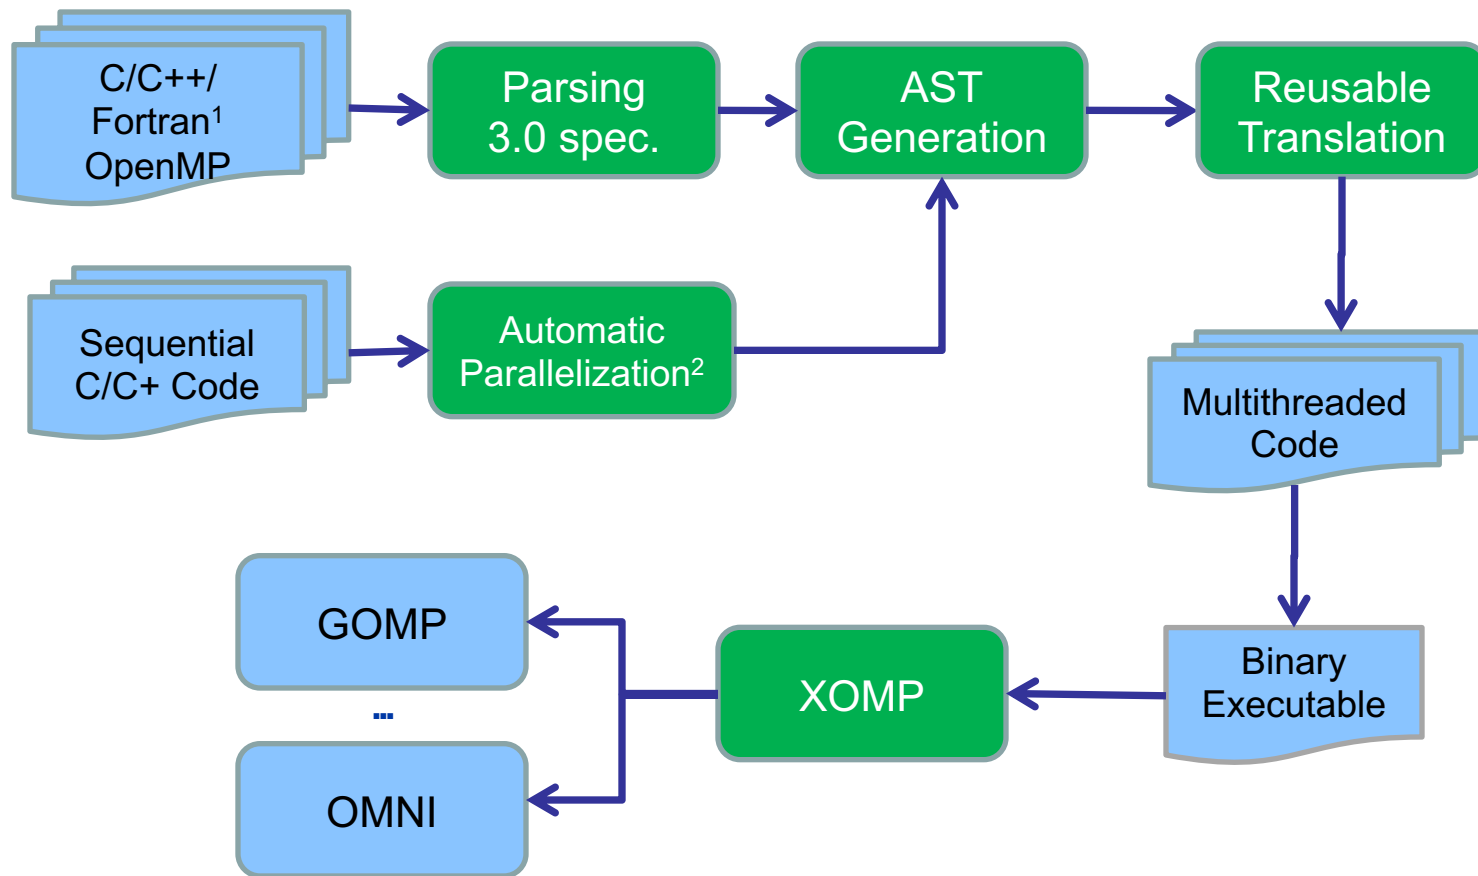 C/C++/
Fortran¹
OpenMP
Parsing
3.0 spec.
AST
Generation
Reusable
Translation
Sequential
C/C+ Code
Automatic
Parallelization²
Multithreaded
Code
GOMP
...
OMNI
XOMP
Binary
Executable